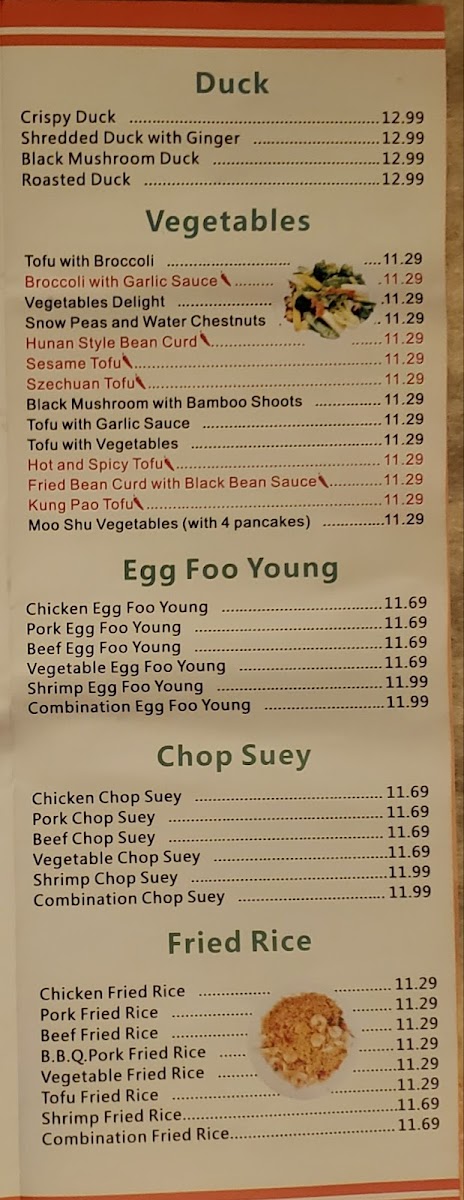 Duck
Crispy Duck ........................ 12.99
Shredded Duck with Ginger ........................ 12.99
Black Mushroom Duck ........................ 12.99
Roasted Duck ........................ 12.99
Vegetables
Tofu with Broccoli ........................ 11.29
Broccoli with Garlic Sauce ........................ 11.29
Vegetables Delight ........................ 11.29
Snow Peas and Water Chestnuts ........................ 11.29
Hunan Style Bean Curd ........................ 11.29
Sesame Tofu ........................ 11.29
Szechuan Tofu ........................ 11.29
Black Mushroom with Bamboo Shoots ........................ 11.29
Tofu with Garlic Sauce ........................ 11.29
Tofu with Vegetables ........................ 11.29
Hot and Spicy Tofu ........................ 11.29
Fried Bean Curd with Black Bean Sauce ........................ 11.29
Kung Pao Tofu ........................ 11.29
Moo Shu Vegetables (with 4 pancakes) ........................ 11.29
Egg Foo Young
Chicken Egg Foo Young ........................ 11.69
Pork Egg Foo Young ........................ 11.69
Beef Egg Foo Young ........................ 11.69
Vegetable Egg Foo Young ........................ 11.69
Shrimp Egg Foo Young ........................ 11.99
Combination Egg Foo Young ........................ 11.99
Chop Suey
Chicken Chop Suey ........................ 11.69
Pork Chop Suey ........................ 11.69
Beef Chop Suey ........................ 11.69
Vegetable Chop Suey ........................ 11.69
Shrimp Chop Suey ........................ 11.99
Combination Chop Suey ........................ 11.99
Fried Rice
Chicken Fried Rice ........................ 11.29
Pork Fried Rice ........................ 11.29
Beef Fried Rice ........................ 11.29
B.B.Q.Pork Fried Rice ........................ 11.29
Vegetable Fried Rice ........................ 11.29
Tofu Fried Rice ........................ 11.29
Shrimp Fried Rice ........................ 11.69
Combination Fried Rice ........................ 11.69